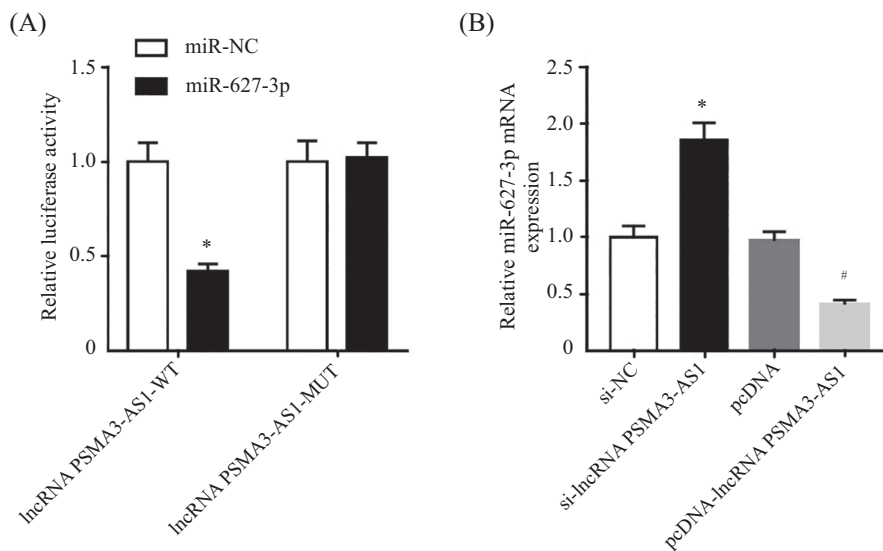 (A)
miR-NC
miR-627-3p
Relative luciferase activity
1.5
1.0
0.5
0
*
lncRNA PSMA3-AS1-WT
lncRNA PSMA3-AS1-MUT
(B)
Relative miR-627-3p mRNA
expression
2.5
2.0
1.5
1.0
0.5
0
*
#
si-NC
si-lncRNA PSMA3-AS1
pcDNA
pcDNA-lncRNA PSMA3-AS1